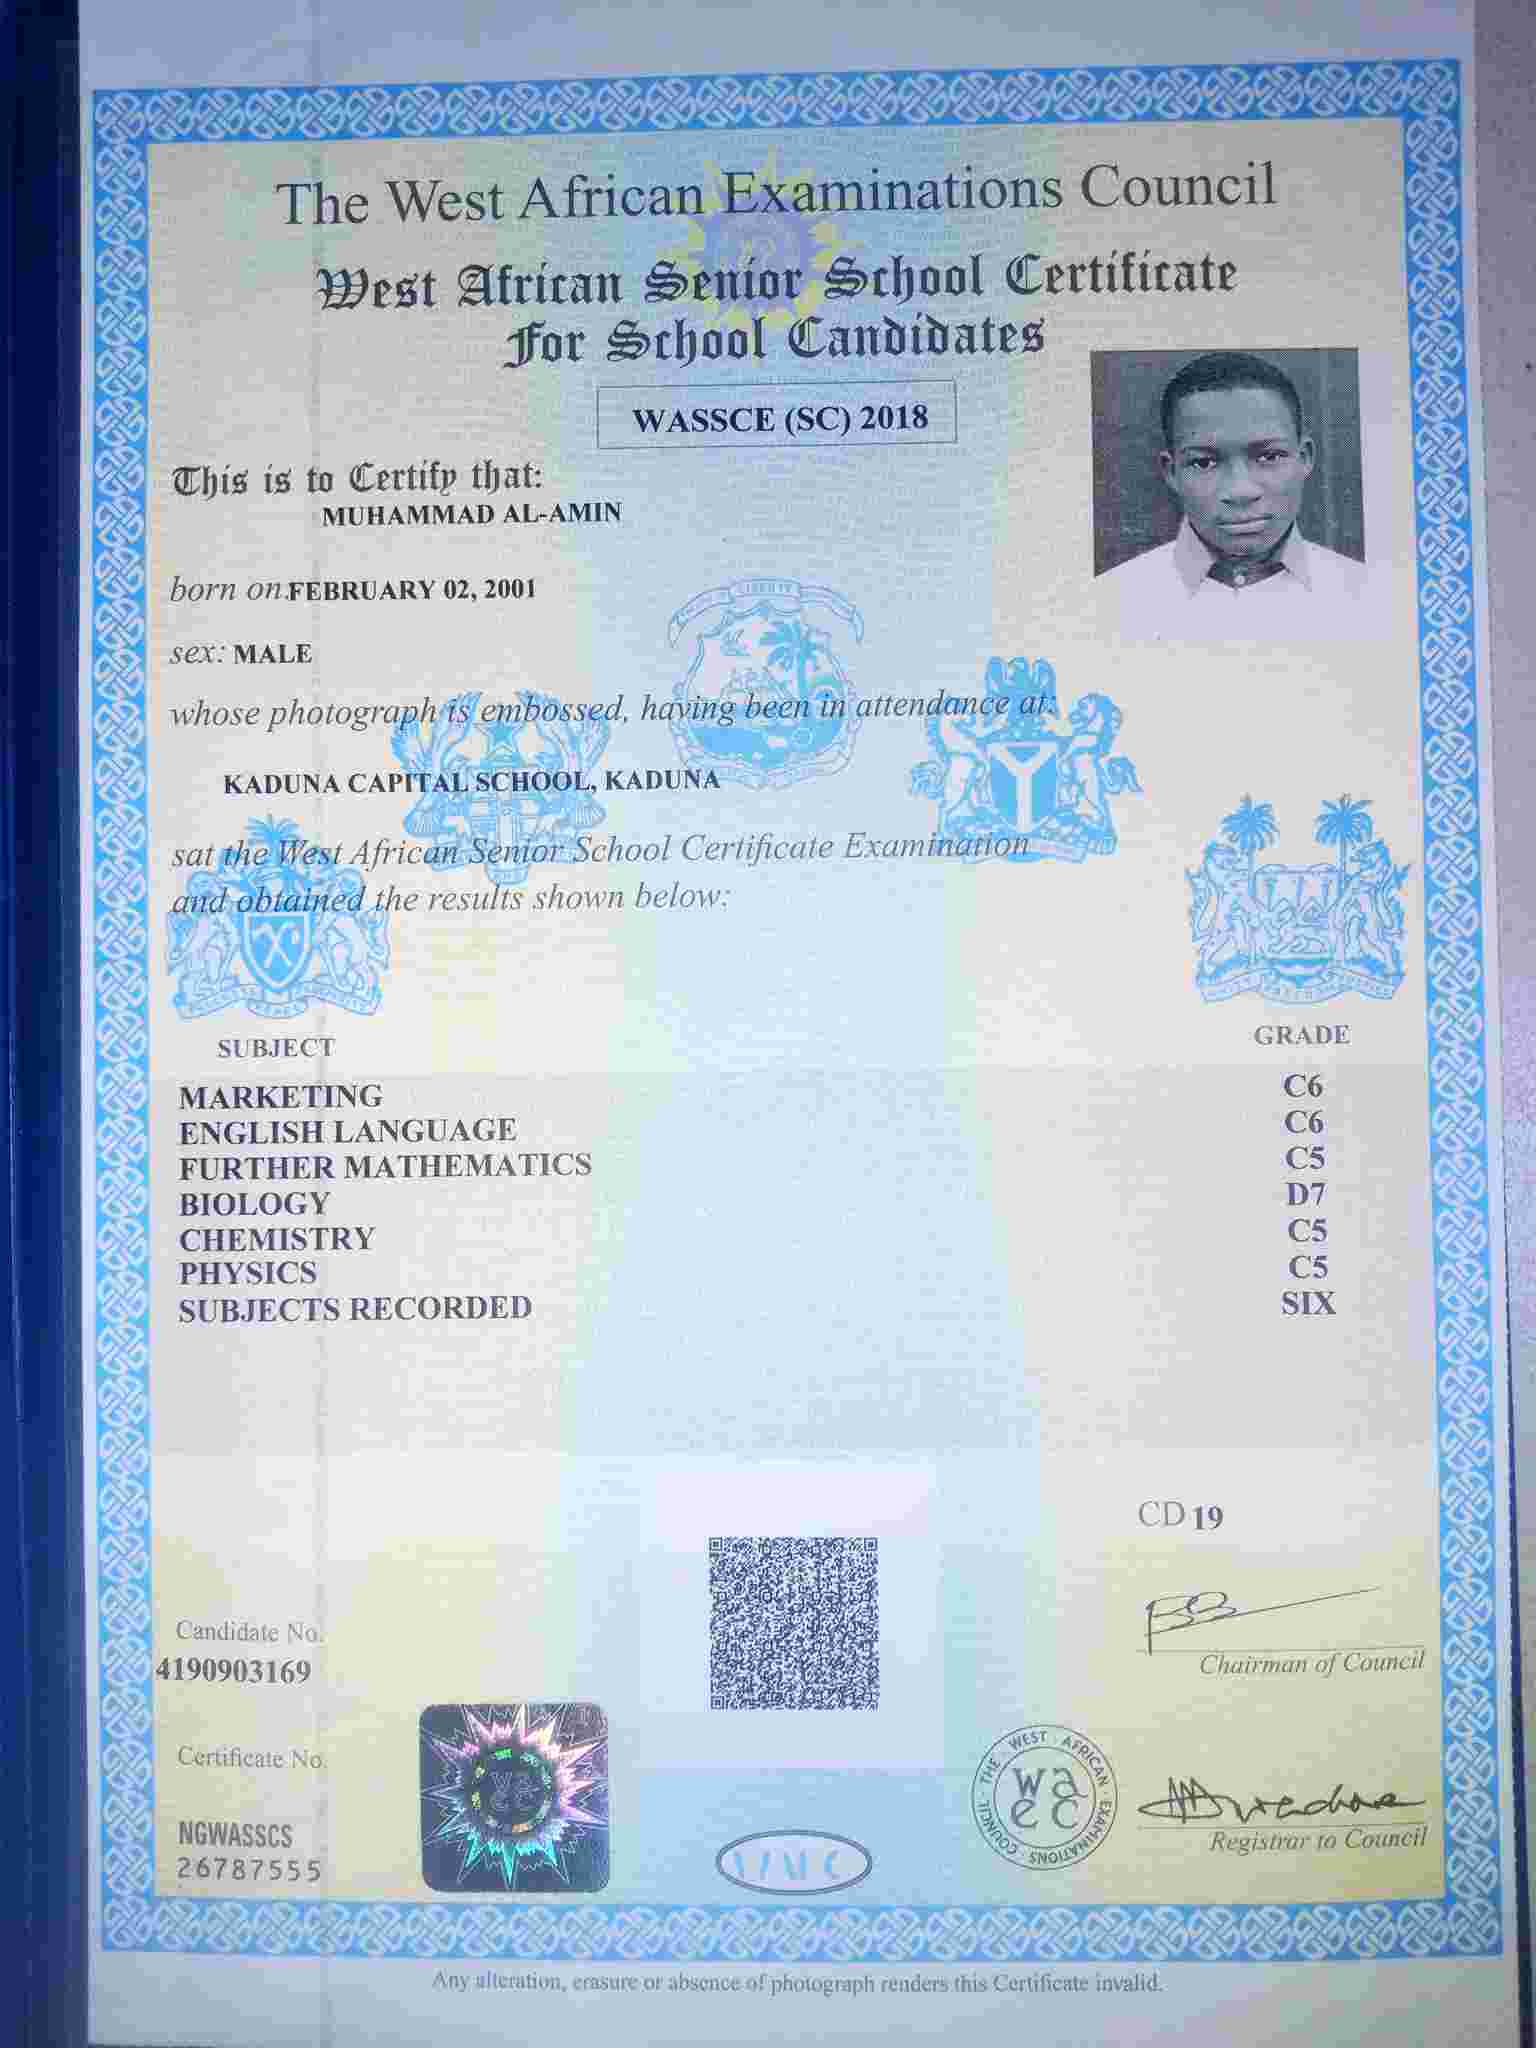 The West African Examinations Council
West African Senior School Certificate
For School Candidates
WASSCE (SC) 2018
This is to Certify that:
MUHAMMAD AL-AMIN
born on: FEBRUARY 02, 2001
sex: MALE
whose photograph is embossed, having been in attendance at:
KADUNA CAPITAL SCHOOL, KADUNA
sat the West African Senior School Certificate Examination
and obtained the results shown below:
SUBJECT GRADE
MARKETING C6
ENGLISH LANGUAGE C6
FURTHER MATHEMATICS C5
BIOLOGY D7
CHEMISTRY C5
PHYSICS C5
SUBJECTS RECORDED SIX
CD 19
Candidate No.
4190903169
Chairman of Council
Certificate No.
NGWASSCS
26787555
THE WEST AFRICAN EXAMINATIONS COUNCIL
wa
ec
Registrar to Council
Any alteration, erasure or absence of photograph renders this Certificate invalid.